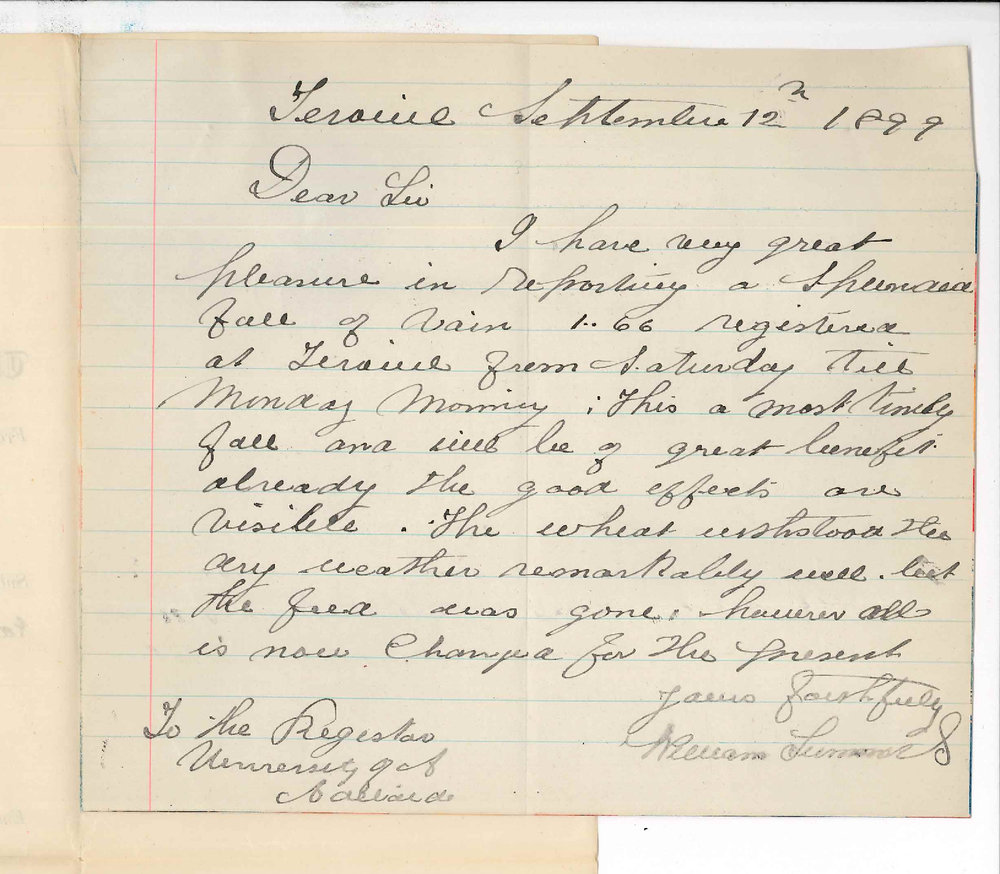 Terowie September 12th 1899
Dear Sir
I have very great
pleasure in reporting a Splendid
fall of rain 1..66 registered
at Terowie from Saturday till
Monday Morning ; This a most timely
fall and will be of great benefit
already the good effects are
visible . The wheat withstood the
dry weather remarkably well. but
the feed was gone; however all
is now Changed for the present
Yours faithfully
William
To the Registar
University of A
Adelaide